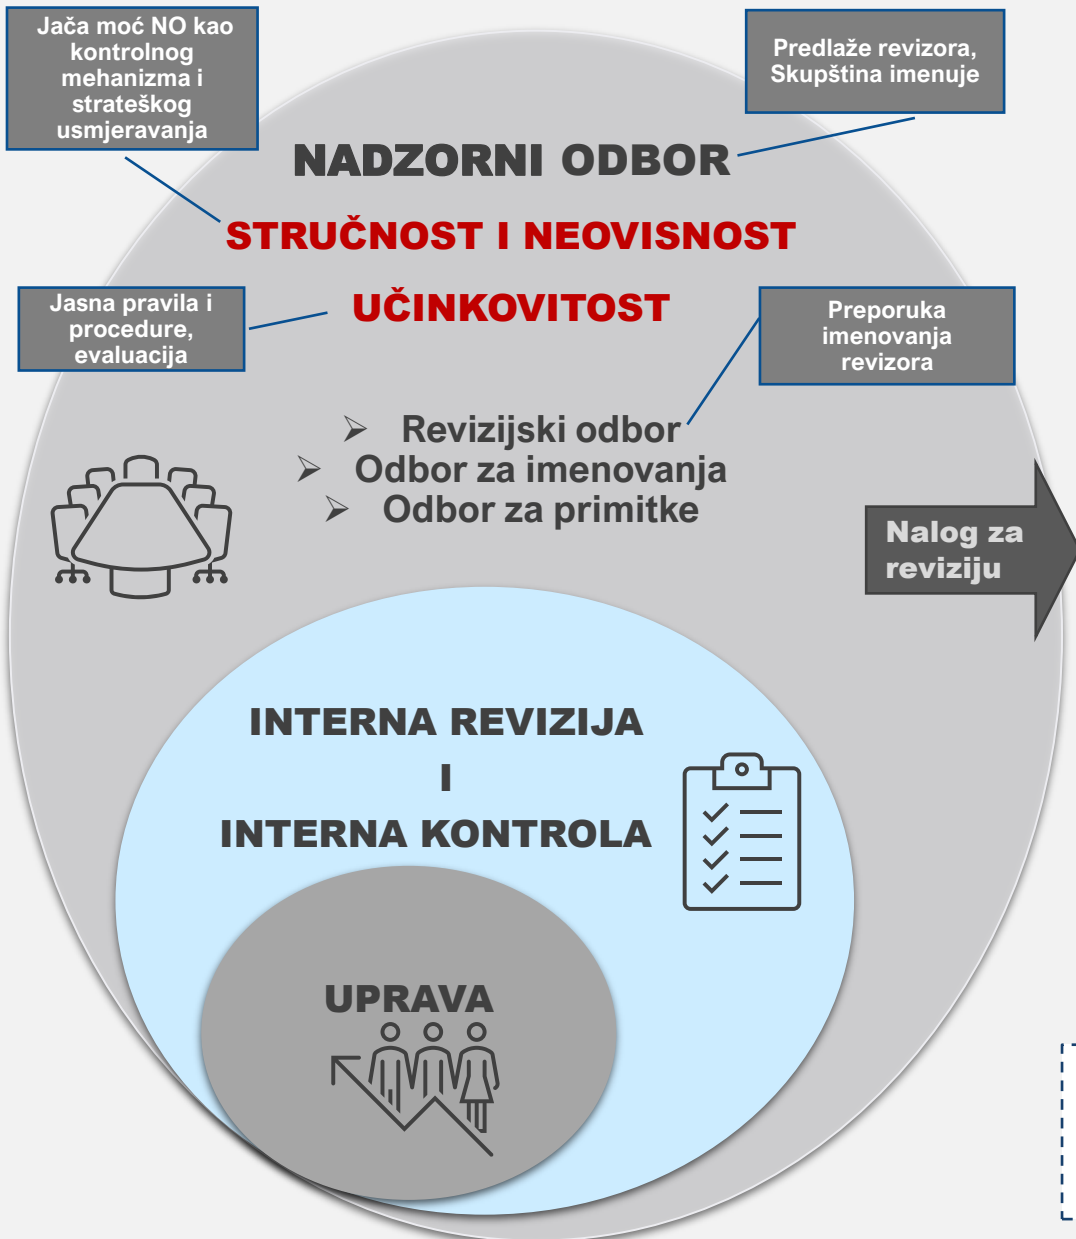 Jača moć NO kao
kontrolnog
mehanizma i
strateškog
usmjeravanja
Predlaže revizora,
Skupština imenuje
NADZORNI ODBOR
STRUČNOST I NEOVISNOST
UČINKOVITOST
Jasna pravila i
procedure,
evaluacija
Preporuka
imenovanja
revizora
➢ Revizijski odbor
➢ Odbor za imenovanja
➢ Odbor za primitke
Nalog za
reviziju
INTERNA REVIZIJA
I
INTERNA KONTROLA
UPRAVA